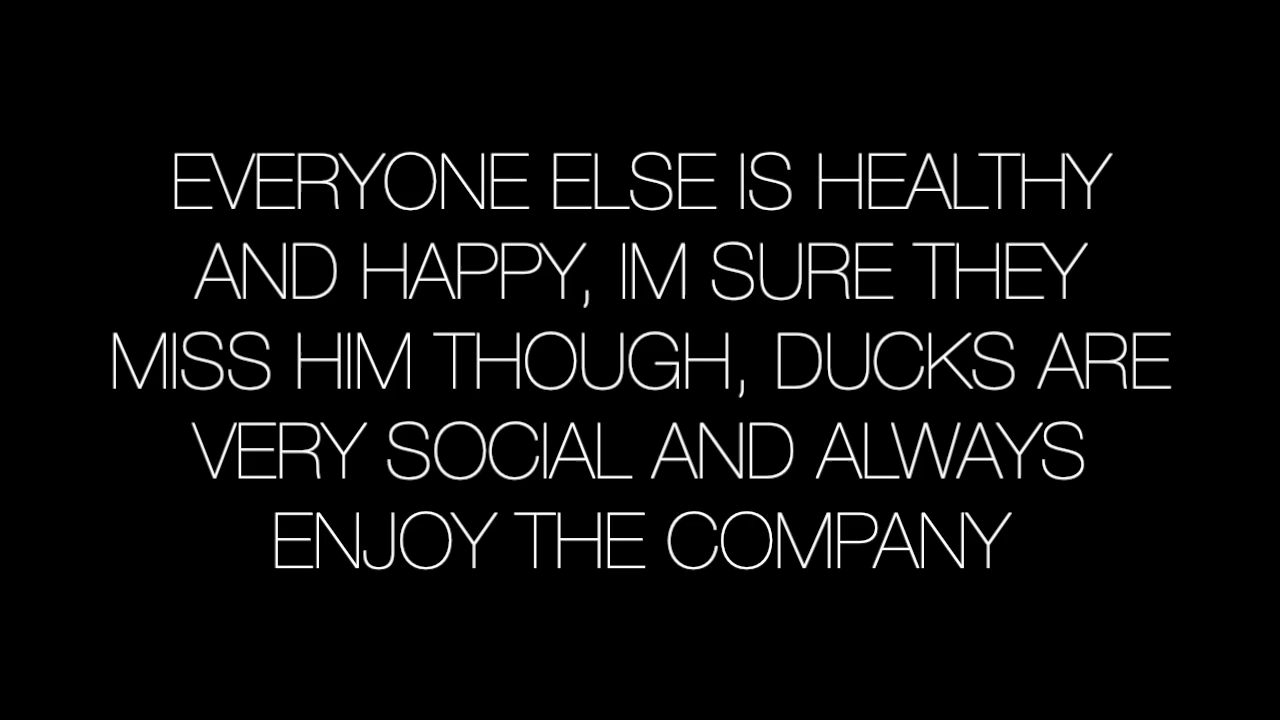 EVERYONE ELSE IS HEALTHY
AND HAPPY, IM SURE THEY
MISS HIM THOUGH, DUCKS ARE
VERY SOCIAL AND ALWAYS
ENJOY THE COMPANY